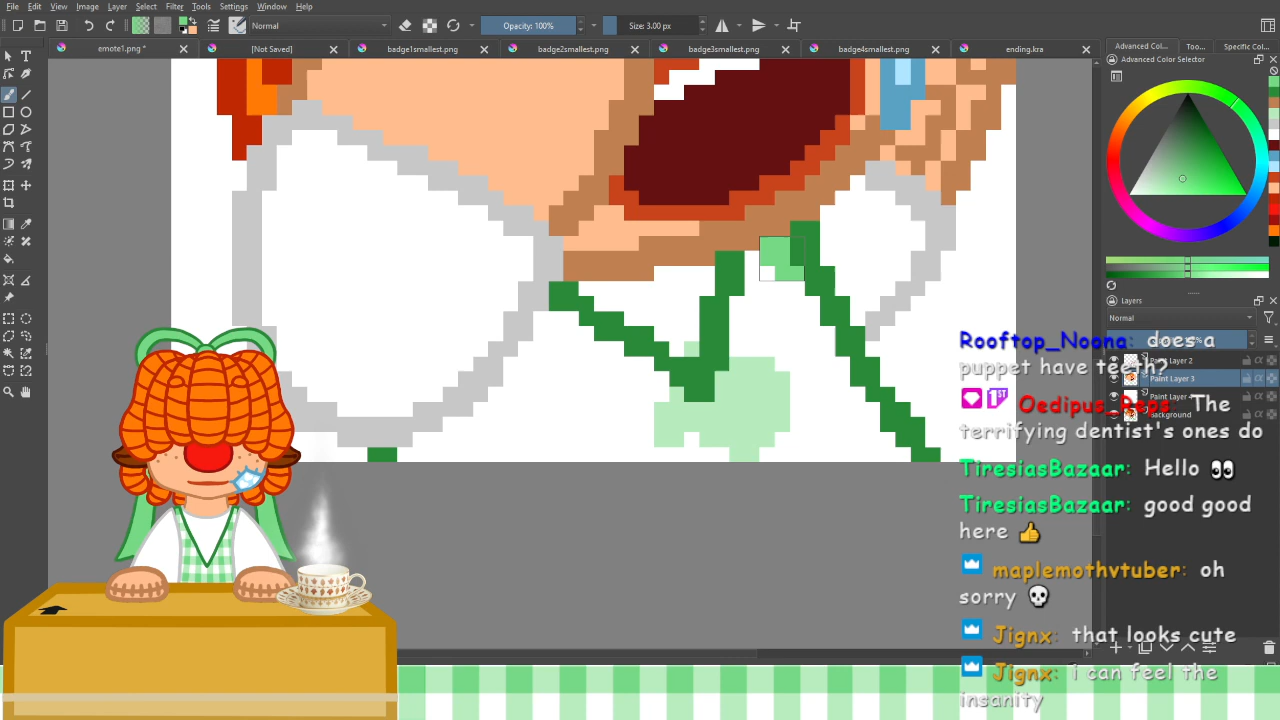 File Edit View Image Layer Select Filter Tools Settings Window Help
Normal Opacity: 100% Size: 3.00 px
emote1.png * [Not Saved] badge1smallest.png badge2smallest.png badge3smallest.png badge4smallest.png ending.kra
Advanced Col... Too... Specific Col...
Advanced Color Selector
Layers
Normal
Paint Layer 2
Paint Layer 3
Paint Layer
Background
Rooftop_Noona: does a
puppet have teeth?
1ST Oedipus_Reps: The
terrifying dentist's ones do
TiresiasBazaar: Hello 👀
TiresiasBazaar: good good
here 👍
maplemothvtuber: oh
sorry 💀
Jignx: that looks cute
Jignx: i can feel the
insanity